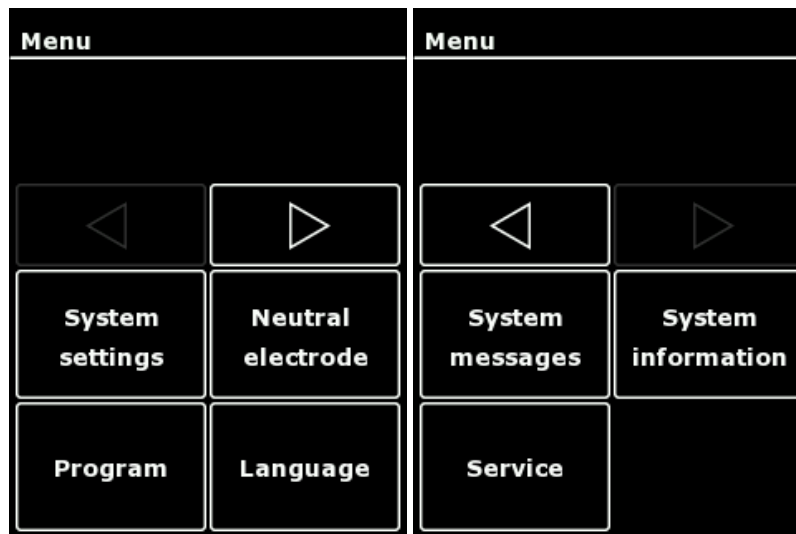 Menu
System
settings
Neutral
electrode
Program
Language
Menu
System
messages
System
information
Service